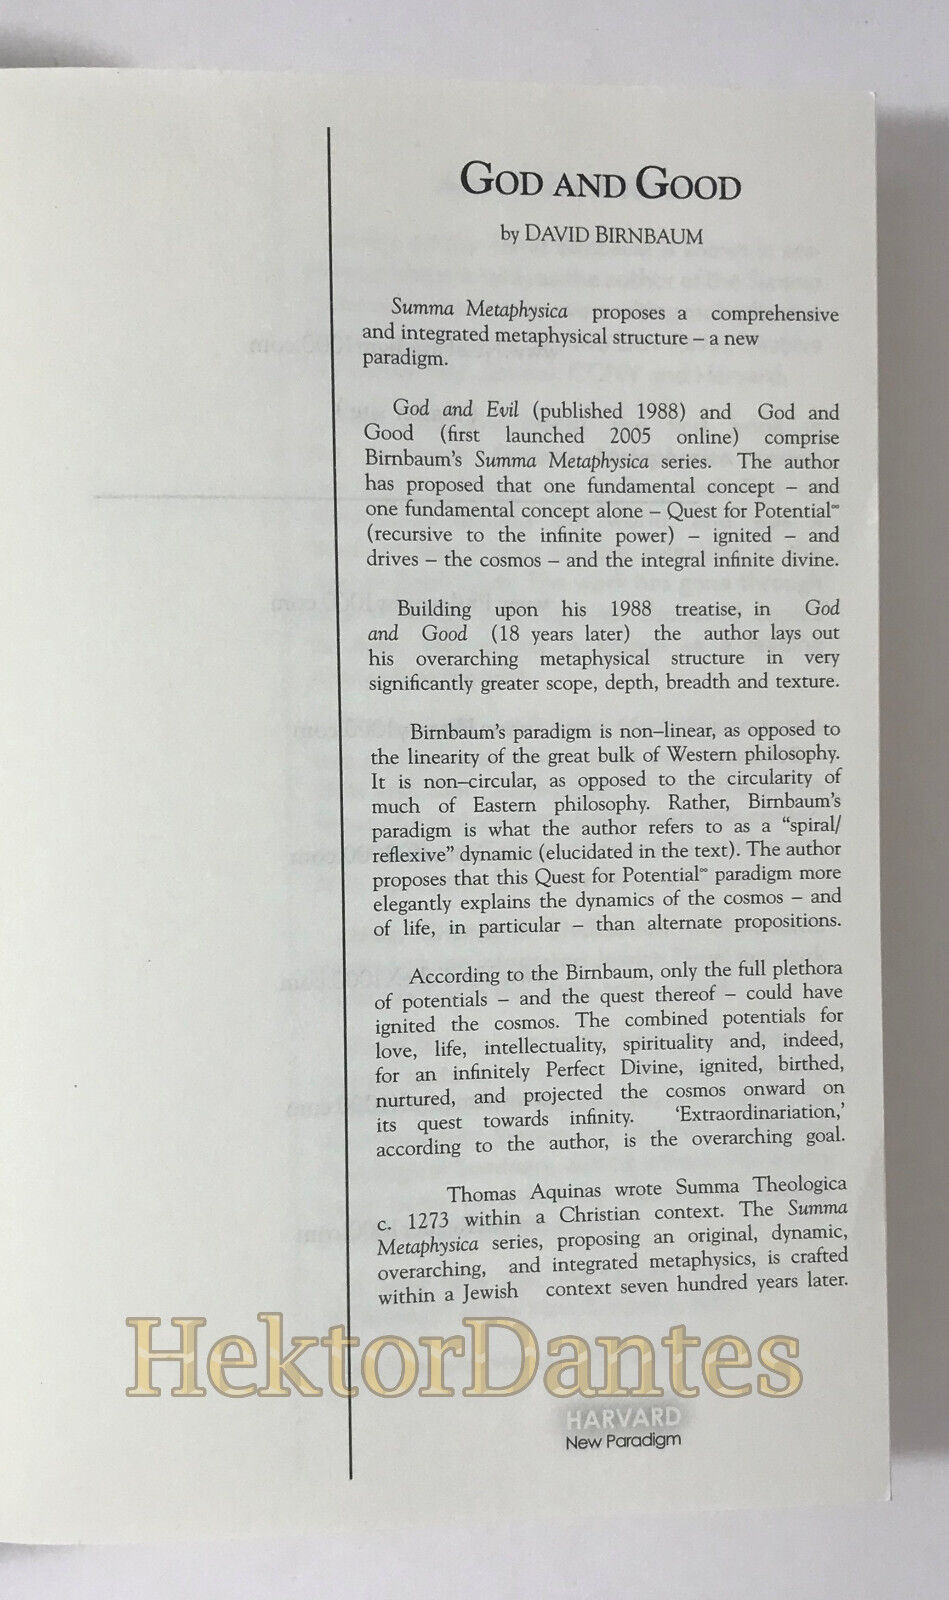 GOD AND GOOD
by DAVID BIRNBAUM
Summa Metaphysica proposes a comprehensive
and integrated metaphysical structure – a new
paradigm.
God and Evil (published 1988) and God and
Good (first launched 2005 online) comprise
Birnbaum's Summa Metaphysica series. The author
has proposed that one fundamental concept – and
one fundamental concept alone – Quest for Potential∞
(recursive to the infinite power) – ignited – and
drives – the cosmos – and the integral infinite divine.
Building upon his 1988 treatise, in God
and Good (18 years later) the author lays out
his overarching metaphysical structure in very
significantly greater scope, depth, breadth and texture.
Birnbaum's paradigm is non–linear, as opposed to
the linearity of the great bulk of Western philosophy.
It is non–circular, as opposed to the circularity of
much of Eastern philosophy. Rather, Birnbaum's
paradigm is what the author refers to as a "spiral/
reflexive" dynamic (elucidated in the text). The author
proposes that this Quest for Potential∞ paradigm more
elegantly explains the dynamics of the cosmos – and
of life, in particular – than alternate propositions.
According to the Birnbaum, only the full plethora
of potentials – and the quest thereof – could have
ignited the cosmos. The combined potentials for
love, life, intellectuality, spirituality and, indeed,
for an infinitely Perfect Divine, ignited, birthed,
nurtured, and projected the cosmos onward on
its quest towards infinity. 'Extraordinariation,'
according to the author, is the overarching goal.
Thomas Aquinas wrote Summa Theologica
c. 1273 within a Christian context. The Summa
Metaphysica series, proposing an original, dynamic,
overarching, and integrated metaphysics, is crafted
within a Jewish context seven hundred years later.
HektorDantes
HARVARD
New Paradigm